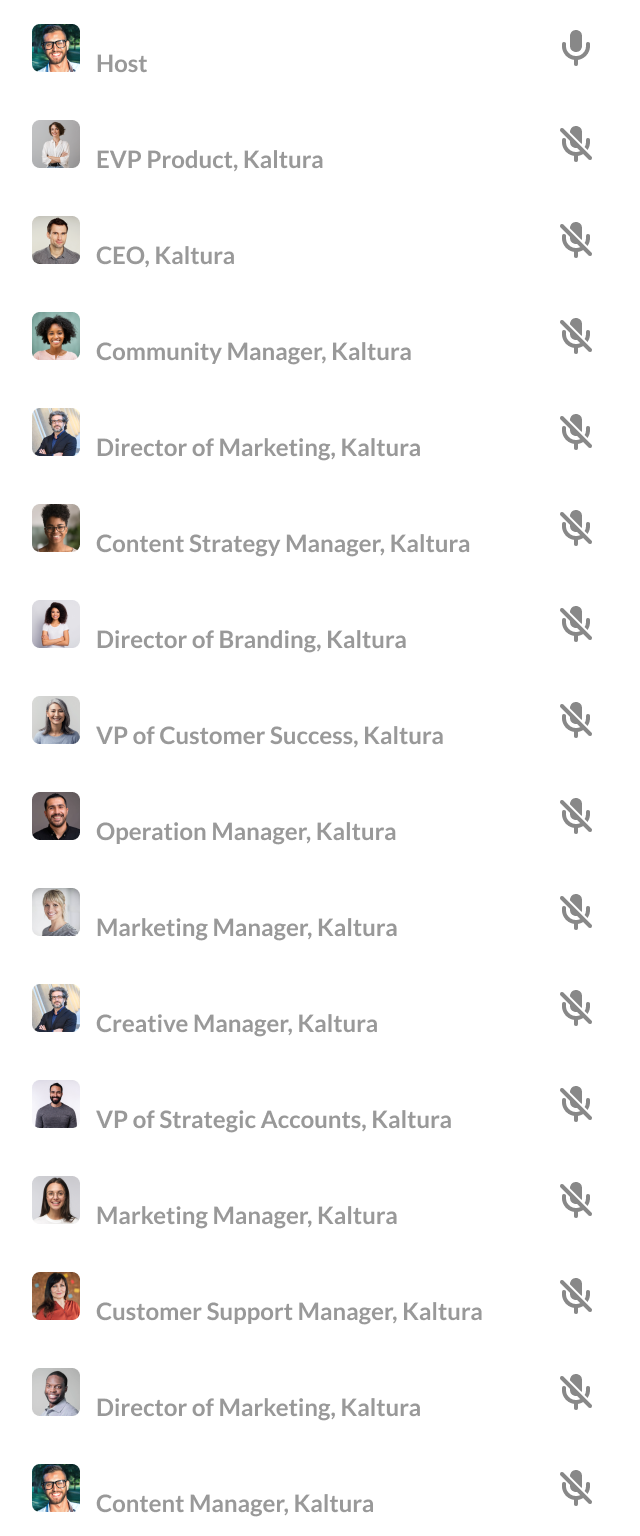 Host
EVP Product, Kaltura
CEO, Kaltura
Community Manager, Kaltura
Director of Marketing, Kaltura
Content Strategy Manager, Kaltura
Director of Branding, Kaltura
VP of Customer Success, Kaltura
Operation Manager, Kaltura
Marketing Manager, Kaltura
Creative Manager, Kaltura
VP of Strategic Accounts, Kaltura
Marketing Manager, Kaltura
Customer Support Manager, Kaltura
Director of Marketing, Kaltura
Content Manager, Kaltura